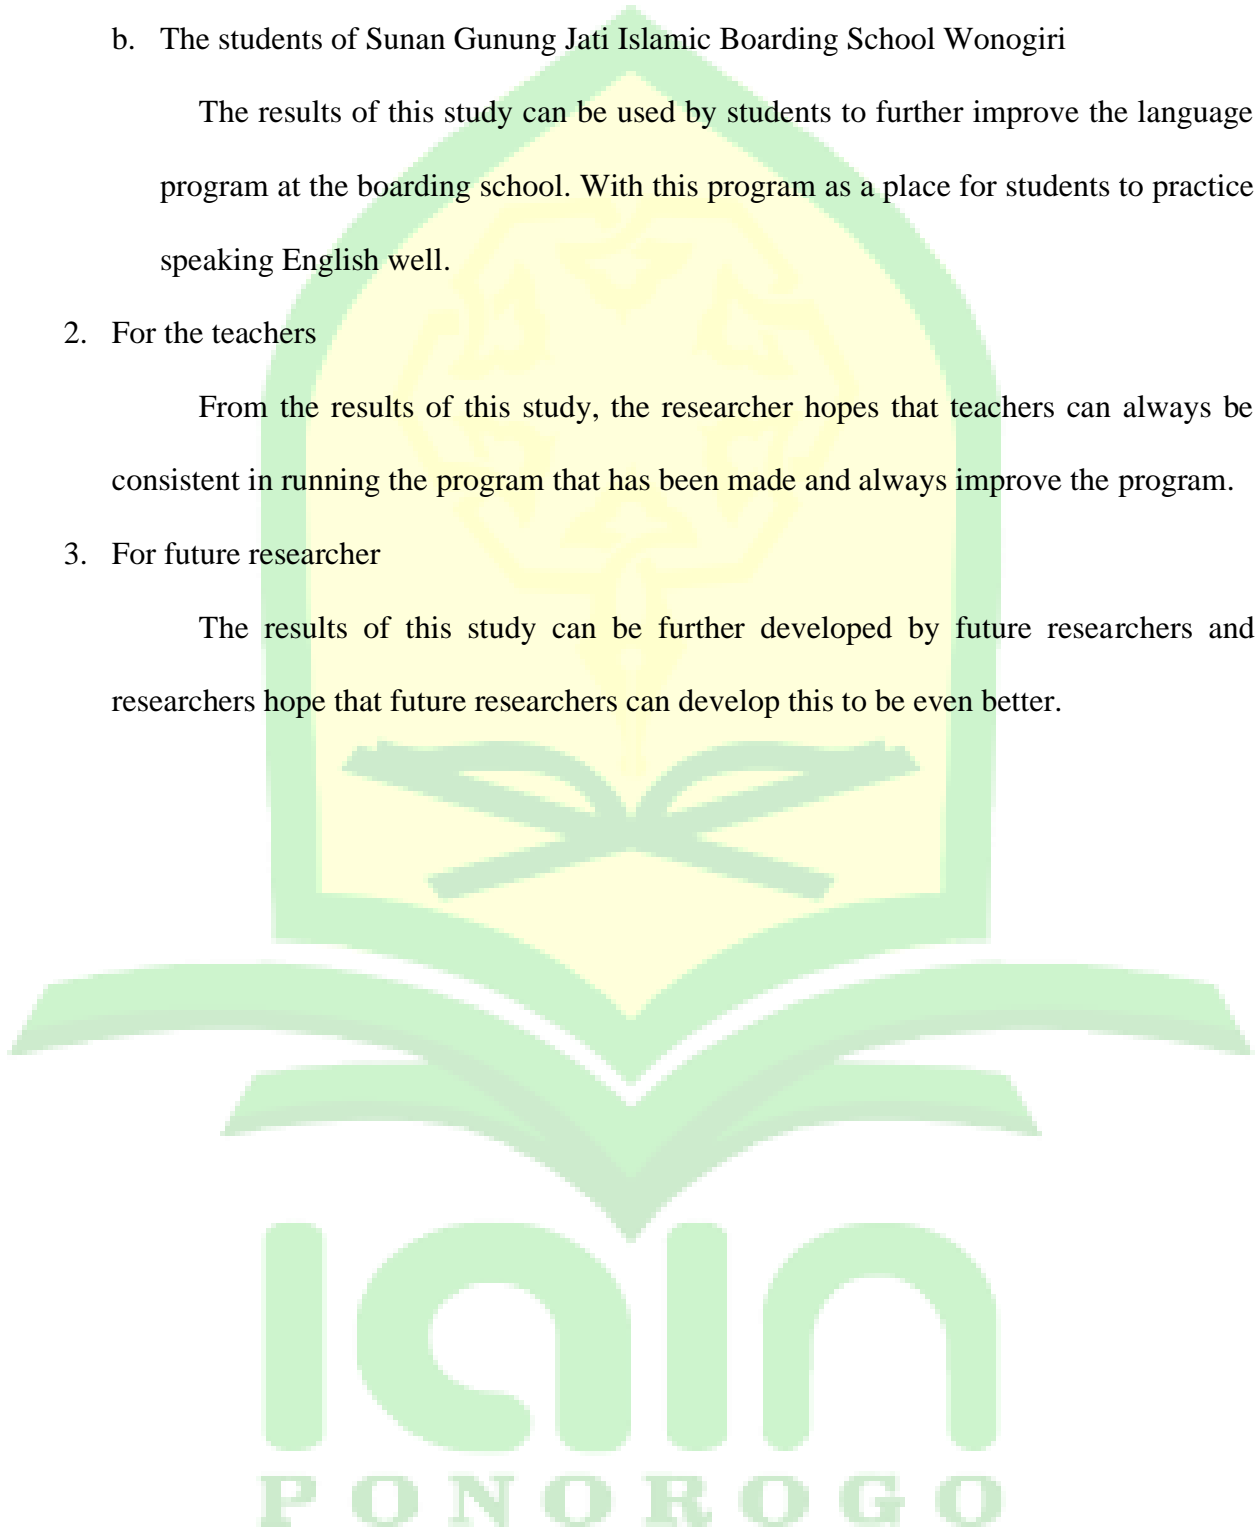 b. The students of Sunan Gunung Jati Islamic Boarding School Wonogiri
The results of this study can be used by students to further improve the language
program at the boarding school. With this program as a place for students to practice
speaking English well.
2. For the teachers
From the results of this study, the researcher hopes that teachers can always be
consistent in running the program that has been made and always improve the program.
3. For future researcher
The results of this study can be further developed by future researchers and
researchers hope that future researchers can develop this to be even better.
iain
PONOROGO